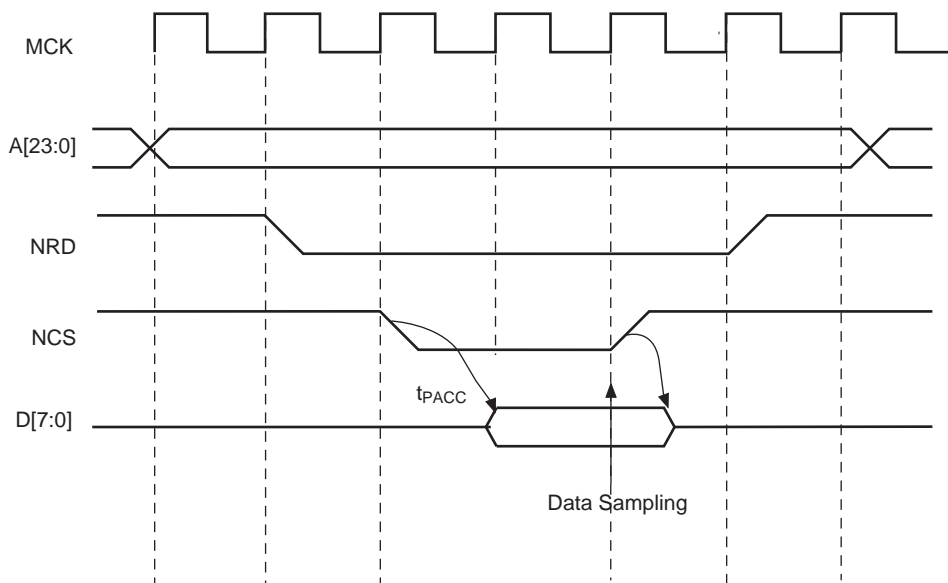 MCK
A[23:0]
NRD
NCS
tPACC
D[7:0]
Data Sampling